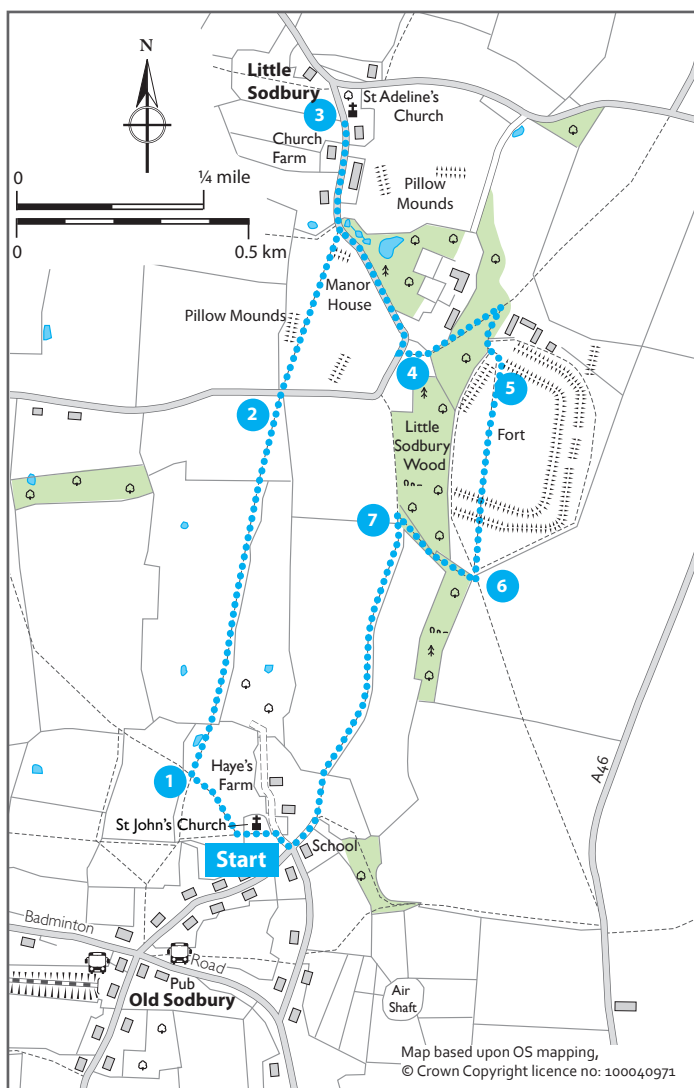 N
Little
Sodbury
St Adeline's
Church
3
Church
Farm
0
¼ mile
Pillow
Mounds
0
0.5 km
Manor
House
Pillow Mounds
4
5
2
Little
Sodbury
Wood
Fort
7
6
A46
1
Haye's
Farm
St John's Church
Start
School
Badminton
Road
Pub
Old Sodbury
Air
Shaft
Map based upon OS mapping,
© Crown Copyright licence no: 100040971